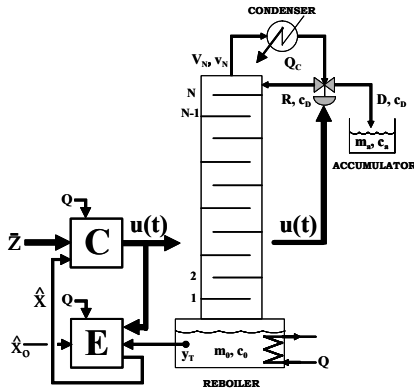 CONDENSER
V_N, v_N
Q_C
N
R, c_D
D, c_D
N-1
m_a, c_a
ACCUMULATOR
Q
u(t)
u(t)
Z̄
C
X̂
Q
2
1
X̂_O
E
y_T
m_0, c_0
Q
REBOILER